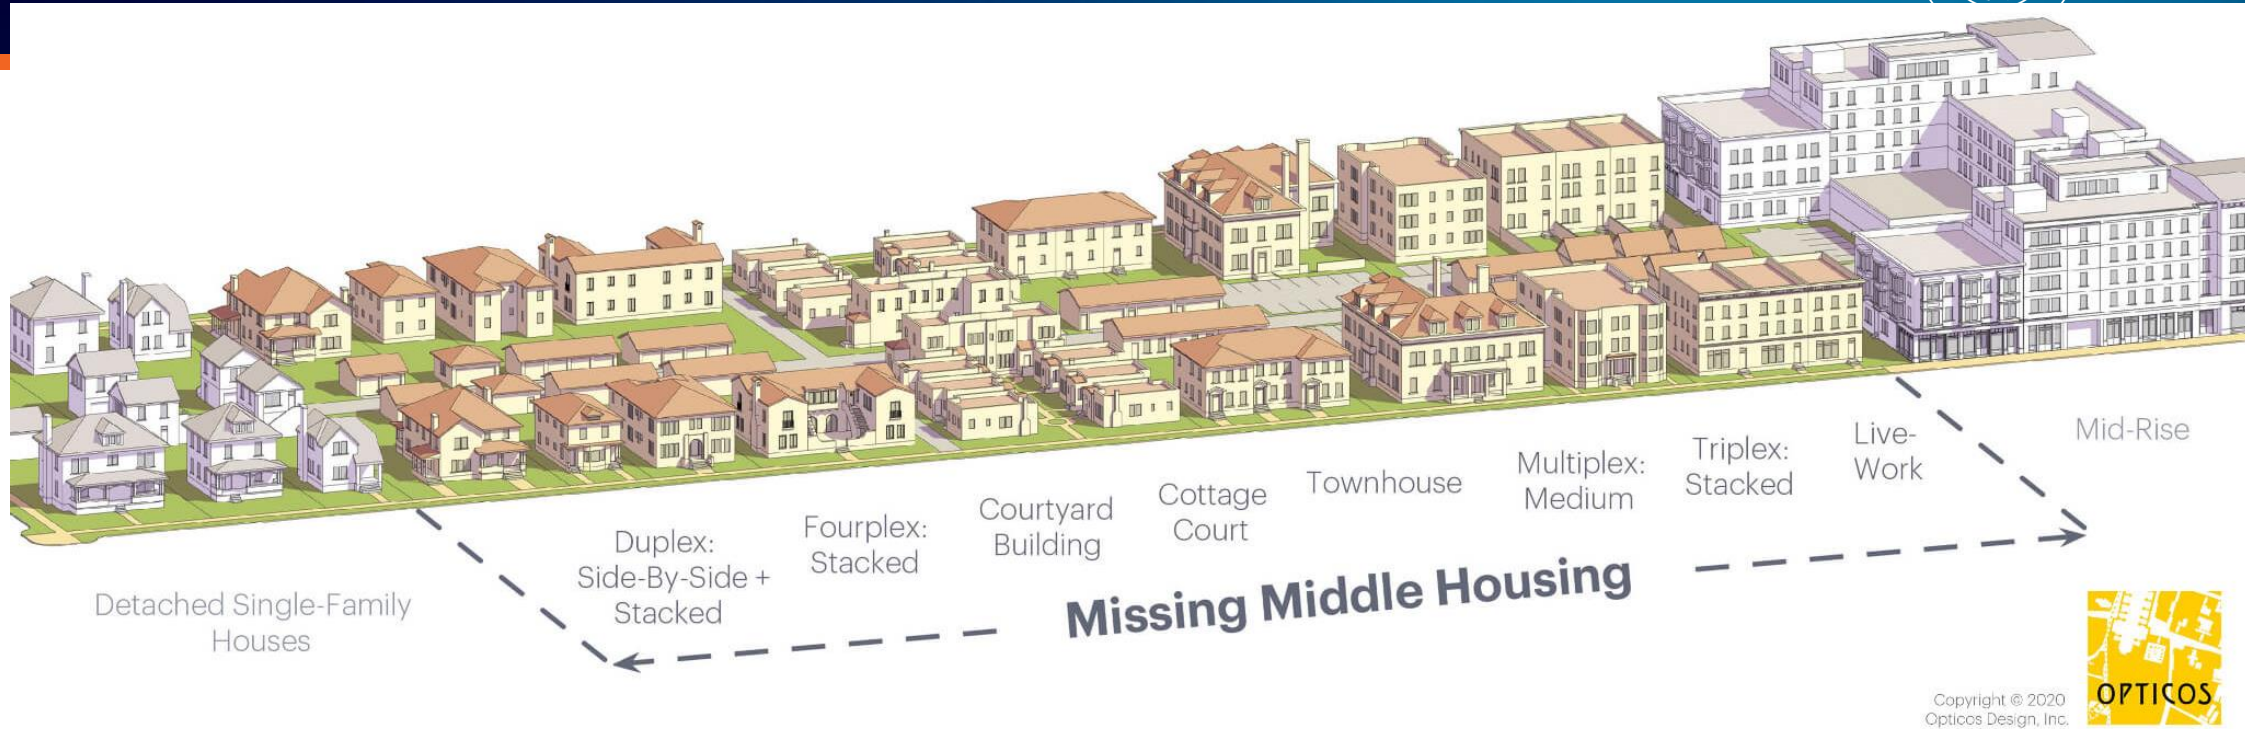 Detached Single-Family
Houses
Duplex:
Side-By-Side +
Stacked
Fourplex:
Stacked
Courtyard
Building
Cottage
Court
Townhouse
Multiplex:
Medium
Triplex:
Stacked
Live-
Work
Mid-Rise
Missing Middle Housing
Copyright © 2020
Opticos Design, Inc.
OPTICOS